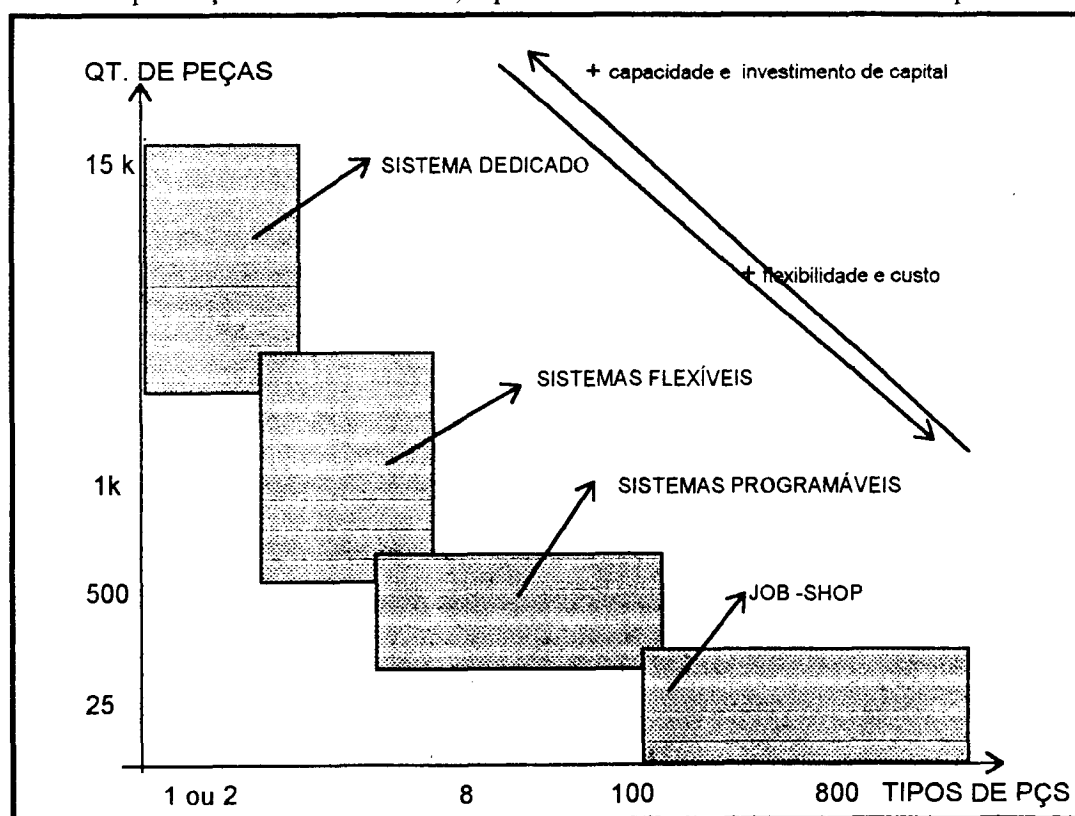 QT. DE PEÇAS
+ capacidade e investimento de capital
15 k
SISTEMA DEDICADO
+ flexibilidade e custo
SISTEMAS FLEXÍVEIS
1k
SISTEMAS PROGRAMÁVEIS
500
JOB -SHOP
25
1 ou 2
8
100
800
TIPOS DE PÇS